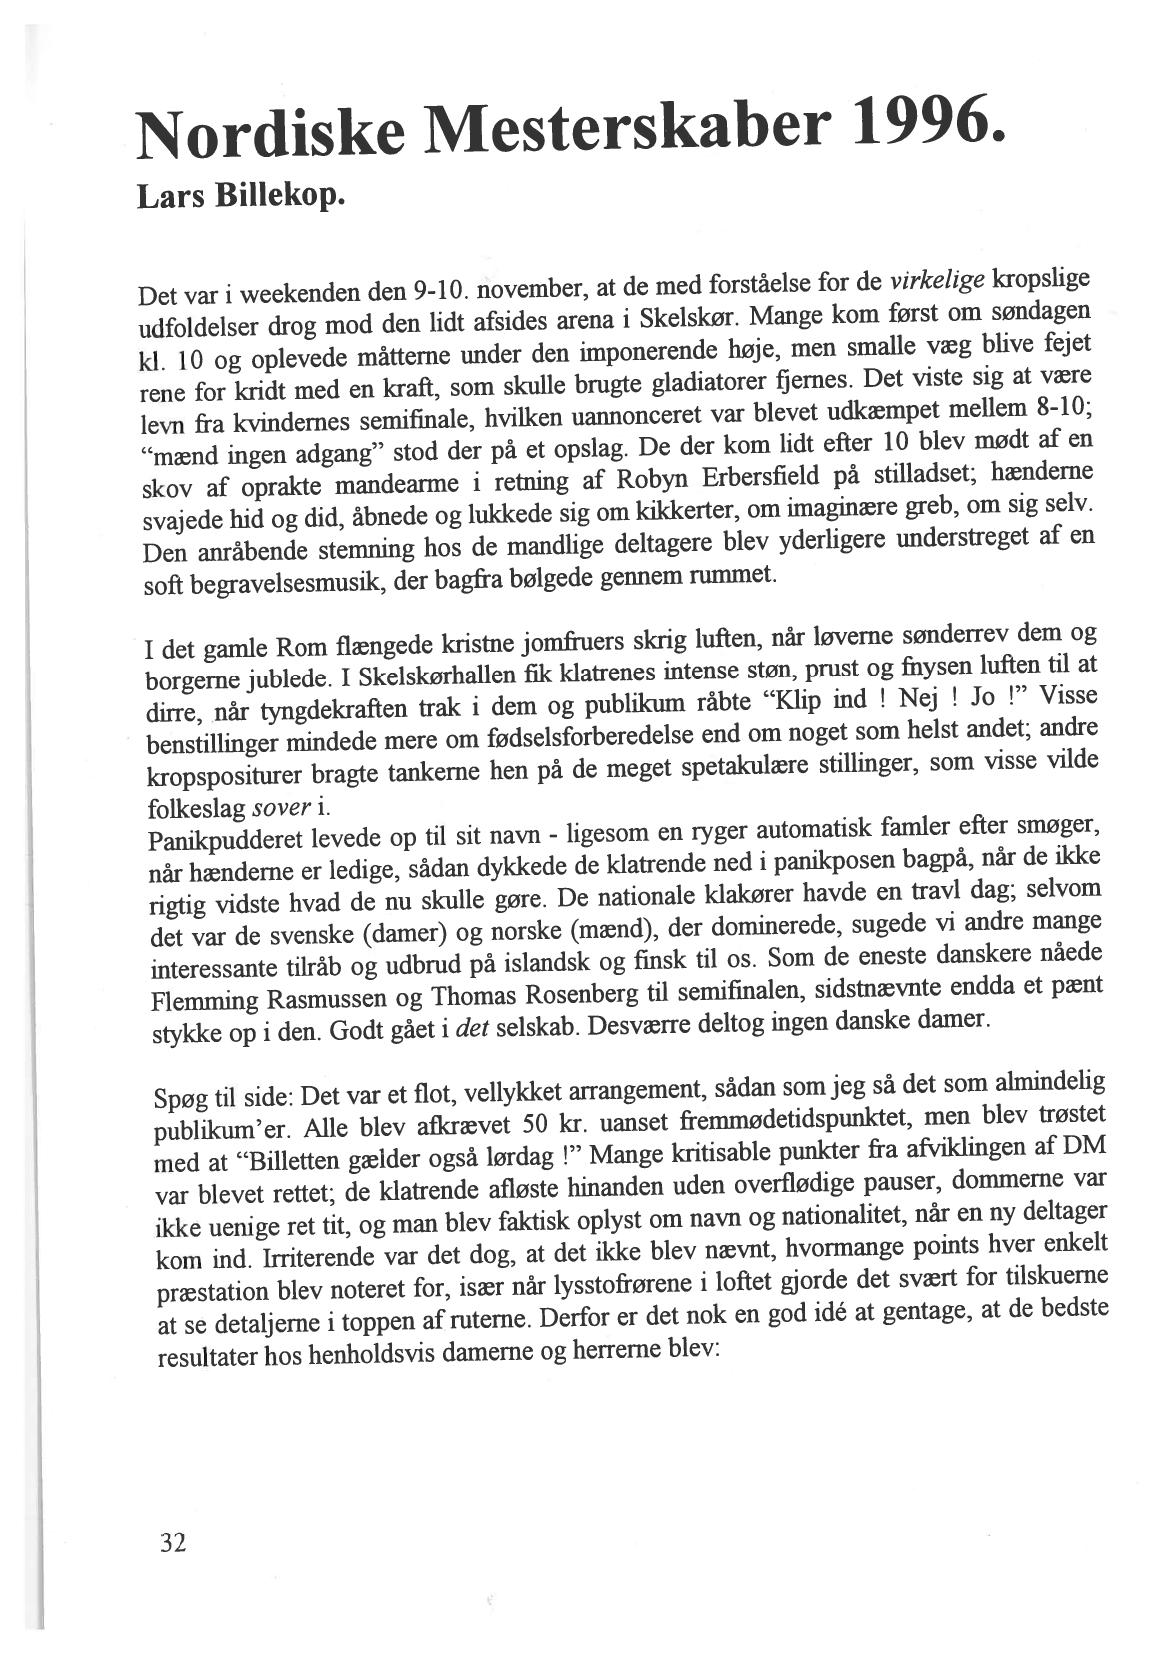 Nordiske Mesterskaber 1996.
Lars Billekop.
Det var i weekenden den 9-10. november, at de med forståelse for de virkelige kropslige
udfoldelser drog mod den lidt afsides arena i Skelskør. Mange kom først om søndagen
kl. 10 og oplevede måtterne under den imponerende høje, men smalle væg blive fejet
rene for kridt med en kraft, som skulle brugte gladiatorer fjernes. Det viste sig at være
levn fra kvindernes semifinale, hvilken uannonceret var blevet udkæmpet mellem 8-10;
“mænd ingen adgang” stod der på et opslag. De der kom lidt efter 10 blev mødt af en
skov af oprakte mandearme i retning af Robyn Erbersfield på stilladset; hænderne
svajede hid og did, åbnede og lukkede sig om kikkerter, om imaginære greb, om sig selv.
Den anråbende stemning hos de mandlige deltagere blev yderligere understreget af en
soft begravelsesmusik, der bagfra bølgede gennem rummet.
I det gamle Rom flængede kristne jomfruers skrig luften, når løverne sønderrev dem og
borgerne jublede. I Skelskørhallen fik klatrenes intense støn, prust og fnysen luften til at
dirre, når tyngdekraften trak i dem og publikum råbte “Klip ind ! Nej ! Jo !” Visse
benstillinger mindede mere om fødselsforberedelse end om noget som helst andet; andre
kropspositurer bragte tankerne hen på de meget spetakulære stillinger, som visse vilde
folkeslag sover i.
Panikpudderet levede op til sit navn - ligesom en ryger automatisk famler efter smøger,
når hænderne er ledige, sådan dykkede de klatrende ned i panikposen bagpå, når de ikke
rigtig vidste hvad de nu skulle gøre. De nationale klakører havde en travl dag; selvom
det var de svenske (damer) og norske (mænd), der dominerede, sugede vi andre mange
interessante tilråb og udbrud på islandsk og finsk til os. Som de eneste danskere nåede
Flemming Rasmussen og Thomas Rosenberg til semifinalen, sidstnævnte endda et pænt
stykke op i den. Godt gået i det selskab. Desværre deltog ingen danske damer.
Spøg til side: Det var et flot, vellykket arrangement, sådan som jeg så det som almindelig
publikum’er. Alle blev afkrævet 50 kr. uanset fremmødetidspunktet, men blev trøstet
med at “Billetten gælder også lørdag !” Mange kritisable punkter fra afviklingen af DM
var blevet rettet; de klatrende afløste hinanden uden overflødige pauser, dommerne var
ikke uenige ret tit, og man blev faktisk oplyst om navn og nationalitet, når en ny deltager
kom ind. Irriterende var det dog, at det ikke blev nævnt, hvormange points hver enkelt
præstation blev noteret for, især når lysstofrørene i loftet gjorde det svært for tilskuerne
at se detaljerne i toppen af ruterne. Derfor er det nok en god idé at gentage, at de bedste
resultater hos henholdsvis damerne og herrerne blev:
32